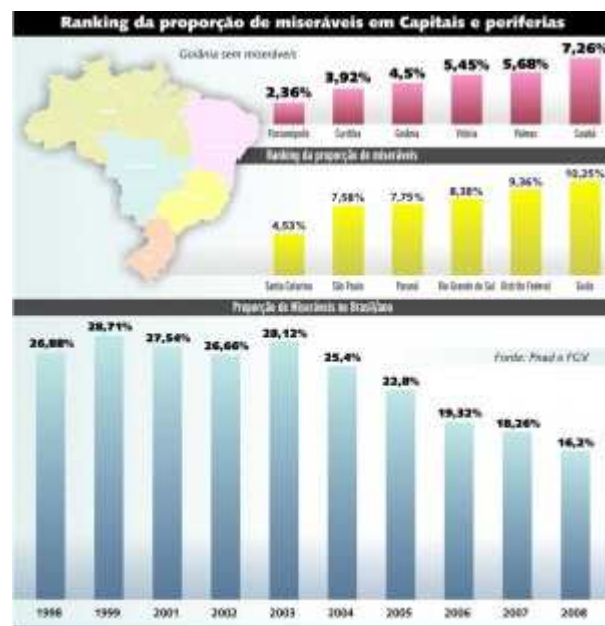 Ranking da proporção de miseráveis em Capitais e periferias
Goiânia sem miseráveis
2,36% 3,92% 4,5% 5,45% 5,68% 7,26%
Florianópolis Curitiba Goiânia Vitória Palmas Cuiabá
Ranking da proporção de miseráveis
4,53% 7,58% 7,75% 8,38% 9,36% 10,25%
Santa Catarina São Paulo Paraná Rio Grande do Sul Distrito Federal Goiás
Proporção de Miseráveis no Brasil/ano
26,88% 28,71% 27,54% 26,66% 28,12% 25,4% 22,8% 19,32% 18,26% 16,2%
Fonte: Pnad e FGV
1998 1999 2001 2002 2003 2004 2005 2006 2007 2008